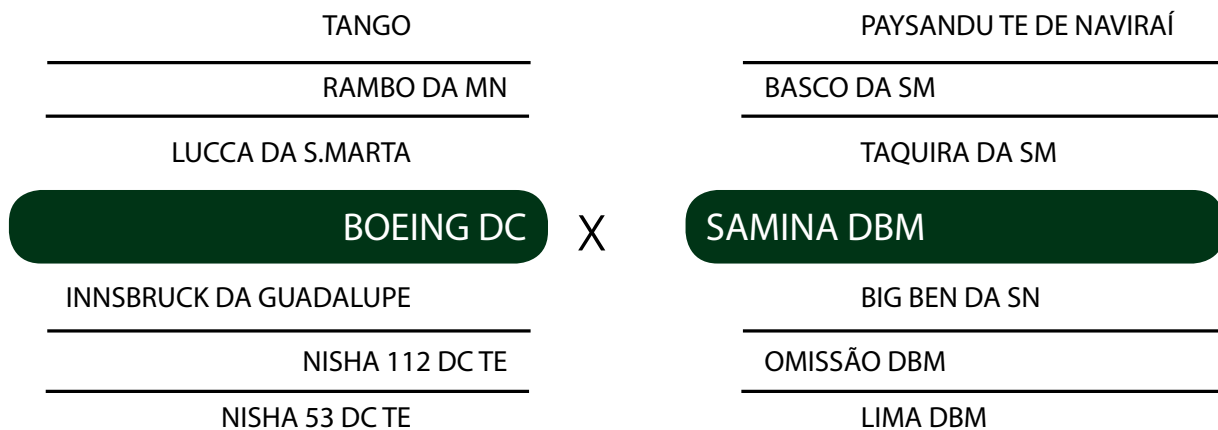 TANGO
RAMBO DA MN
LUCCA DA S.MARTA
BOEING DC
INNSBRUCK DA GUADALUPE
NISHA 112 DC TE
NISHA 53 DC TE
X
PAYSANDU TE DE NAVIRAÍ
BASCO DA SM
TAQUIRA DA SM
SAMINA DBM
BIG BEN DA SN
OMISSÃO DBM
LIMA DBM